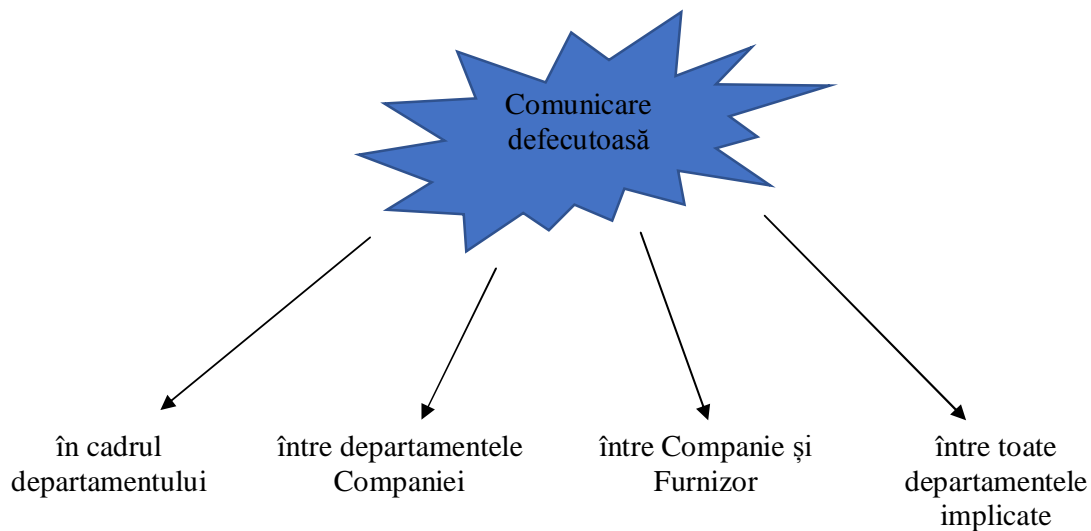 Comunicare
defecutoasă
în cadrul
departamentului
între departamentele
Companiei
între Companie și
Furnizor
între toate
departamentele
implicate